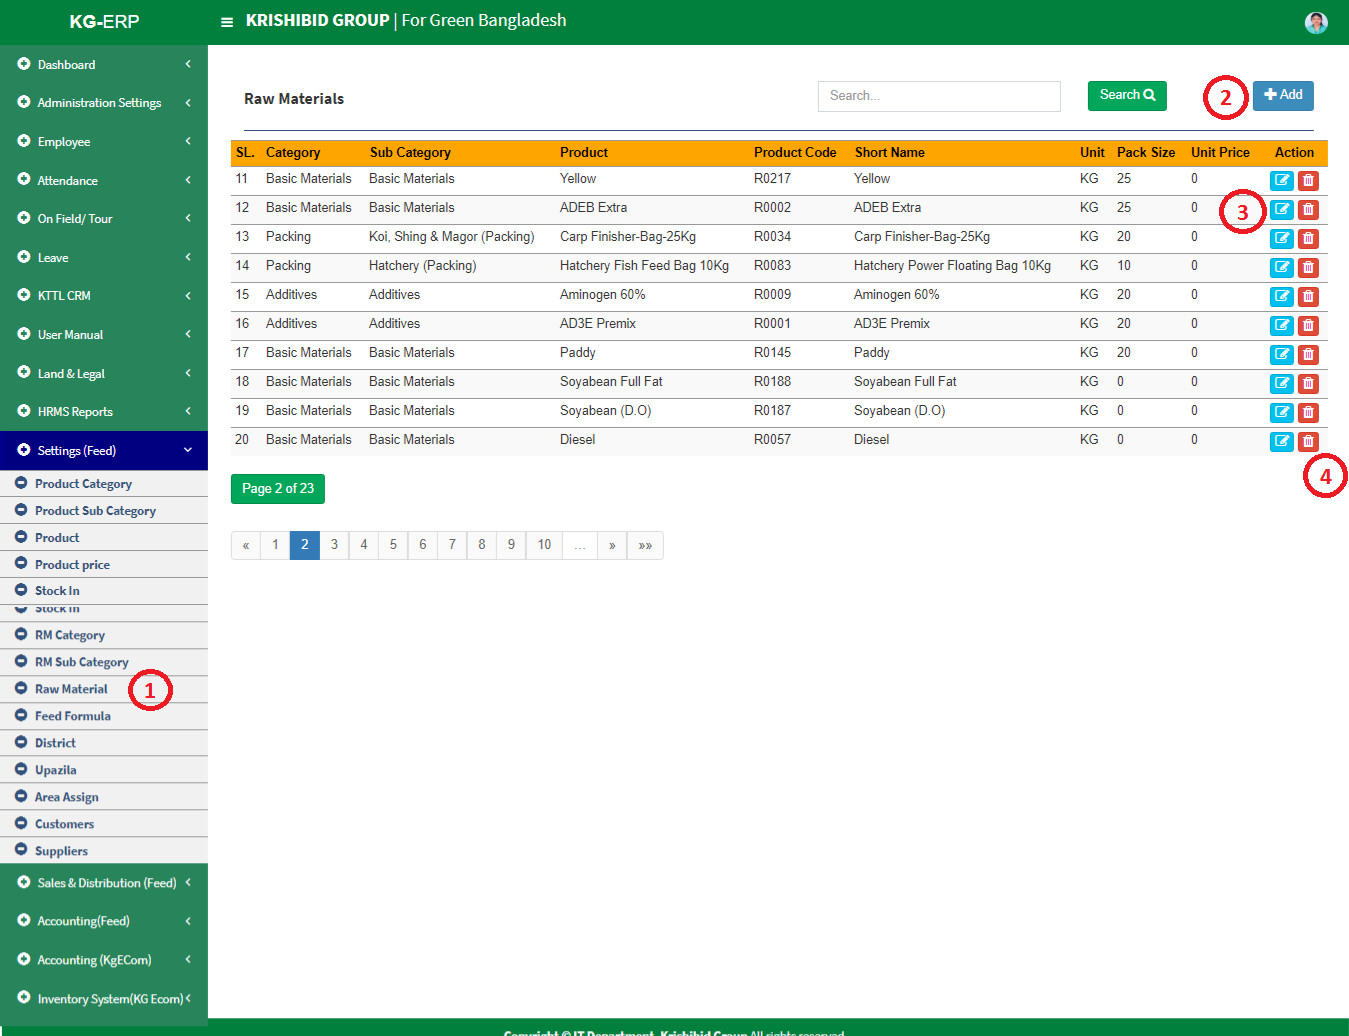 KG-ERP
KRISHIBID GROUP | For Green Bangladesh
Dashboard
Administration Settings
Employee
Attendance
On Field/ Tour
Leave
KTTL CRM
User Manual
Land & Legal
HRMS Reports
Settings (Feed)
Product Category
Product Sub Category
Product
Product price
Stock In
Stock In
RM Category
RM Sub Category
Raw Material
1
Feed Formula
District
Upazila
Area Assign
Customers
Suppliers
Sales & Distribution (Feed)
Accounting(Feed)
Accounting (KgECom)
Inventory System(KG Ecom)
Raw Materials
Search...
Search
2
Add
SL. Category Sub Category Product Product Code Short Name Unit Pack Size Unit Price Action
11 Basic Materials Basic Materials Yellow R0217 Yellow KG 25 0
12 Basic Materials Basic Materials ADEB Extra R0002 ADEB Extra KG 25 0
3
13 Packing Koi, Shing & Magor (Packing) Carp Finisher-Bag-25Kg R0034 Carp Finisher-Bag-25Kg KG 20 0
14 Packing Hatchery (Packing) Hatchery Fish Feed Bag 10Kg R0083 Hatchery Power Floating Bag 10Kg KG 10 0
15 Additives Additives Aminogen 60% R0009 Aminogen 60% KG 20 0
16 Additives Additives AD3E Premix R0001 AD3E Premix KG 20 0
17 Basic Materials Basic Materials Paddy R0145 Paddy KG 20 0
18 Basic Materials Basic Materials Soyabean Full Fat R0188 Soyabean Full Fat KG 0 0
19 Basic Materials Basic Materials Soyabean (D.O) R0187 Soyabean (D.O) KG 0 0
20 Basic Materials Basic Materials Diesel R0057 Diesel KG 0 0
4
Page 2 of 23
« 1 2 3 4 5 6 7 8 9 10 ... » »»
Copyright © IT Department, Krishibid Group All rights reserved